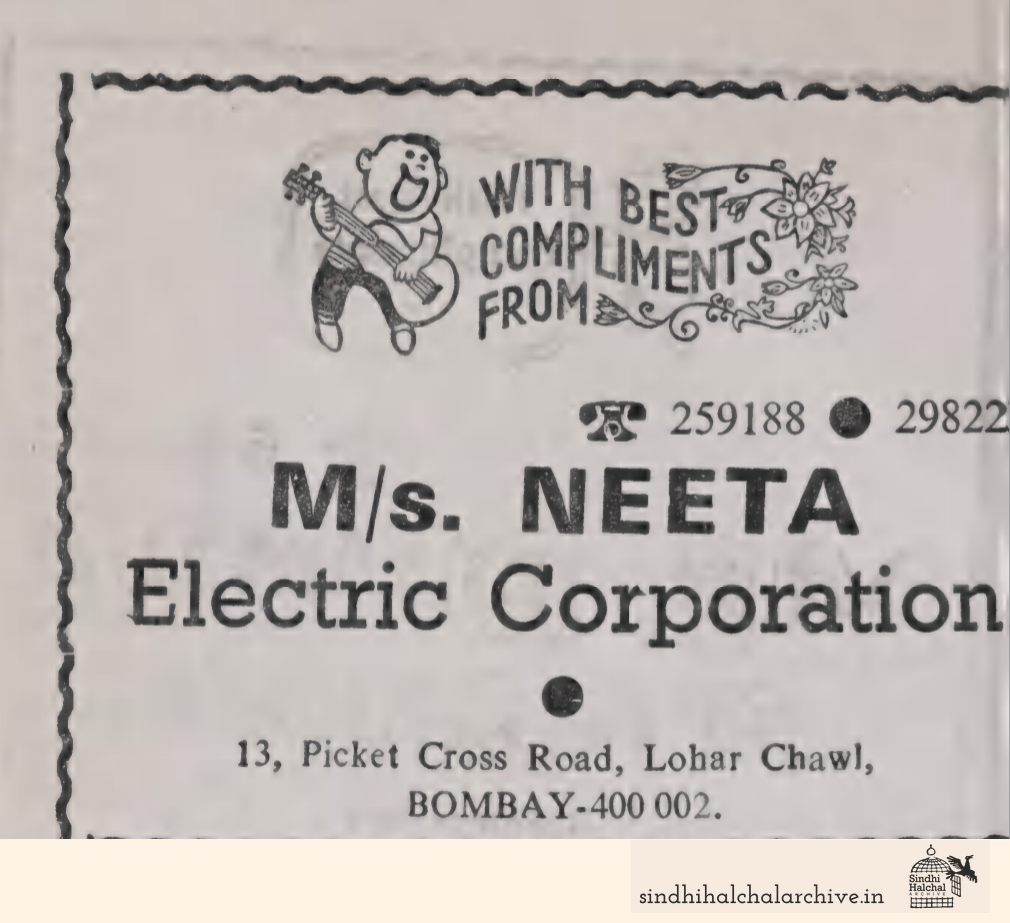 WITH BEST
COMPLIMENTS
FROM
259188 ● 29822
M/s. NEETA
Electric Corporation
●
13, Picket Cross Road, Lohar Chawl,
BOMBAY-400 002.
sindhihalchalarchive.in
Sindhi
Halchal
ARCHIVE